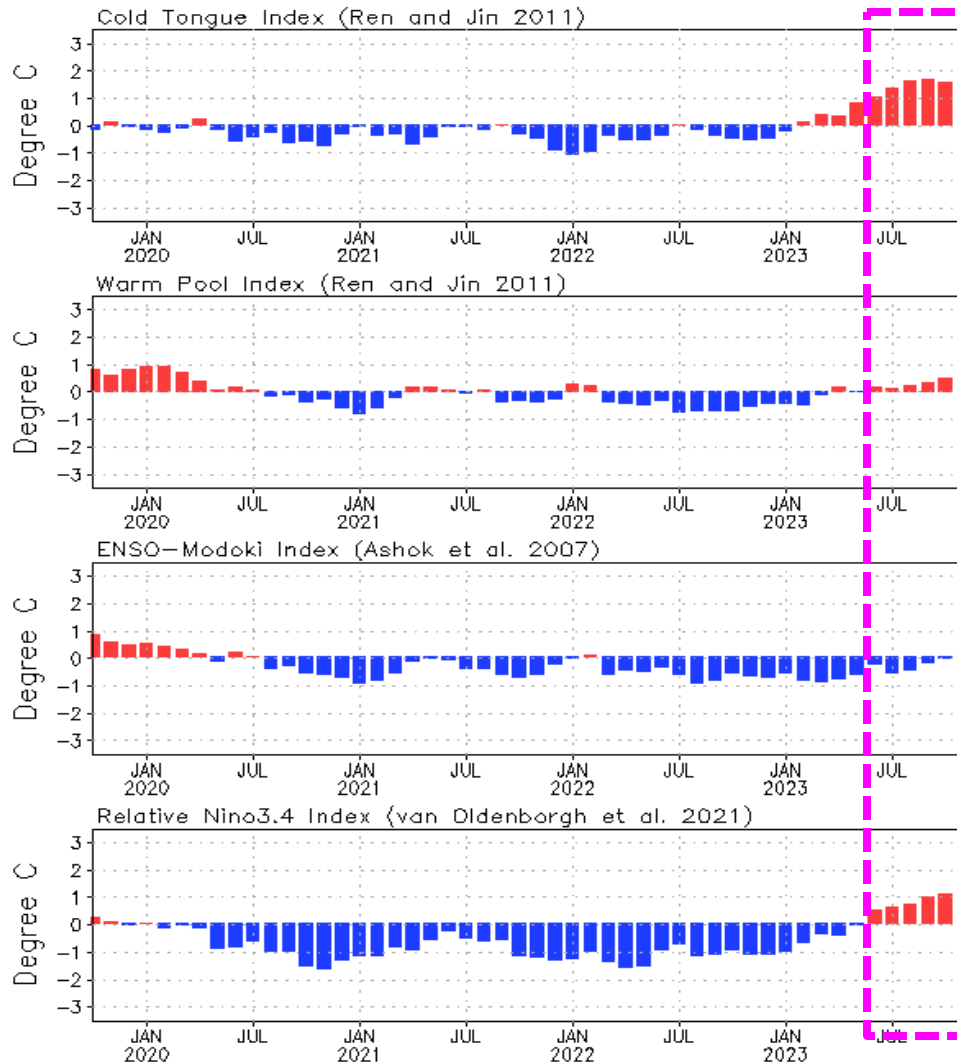 Cold Tongue Index (Ren and Jin 2011)
Degree C
3
2
1
0
-1
-2
-3
JAN JUL JAN JUL JAN JUL JAN JUL
2020 2021 2022 2023
Warm Pool Index (Ren and Jin 2011)
Degree C
3
2
1
0
-1
-2
-3
JAN JUL JAN JUL JAN JUL JAN JUL
2020 2021 2022 2023
ENSO-Modoki Index (Ashok et al. 2007)
Degree C
3
2
1
0
-1
-2
-3
JAN JUL JAN JUL JAN JUL JAN JUL
2020 2021 2022 2023
Relative Nino3.4 Index (van Oldenborgh et al. 2021)
Degree C
3
2
1
0
-1
-2
-3
JAN JUL JAN JUL JAN JUL JAN JUL
2020 2021 2022 2023